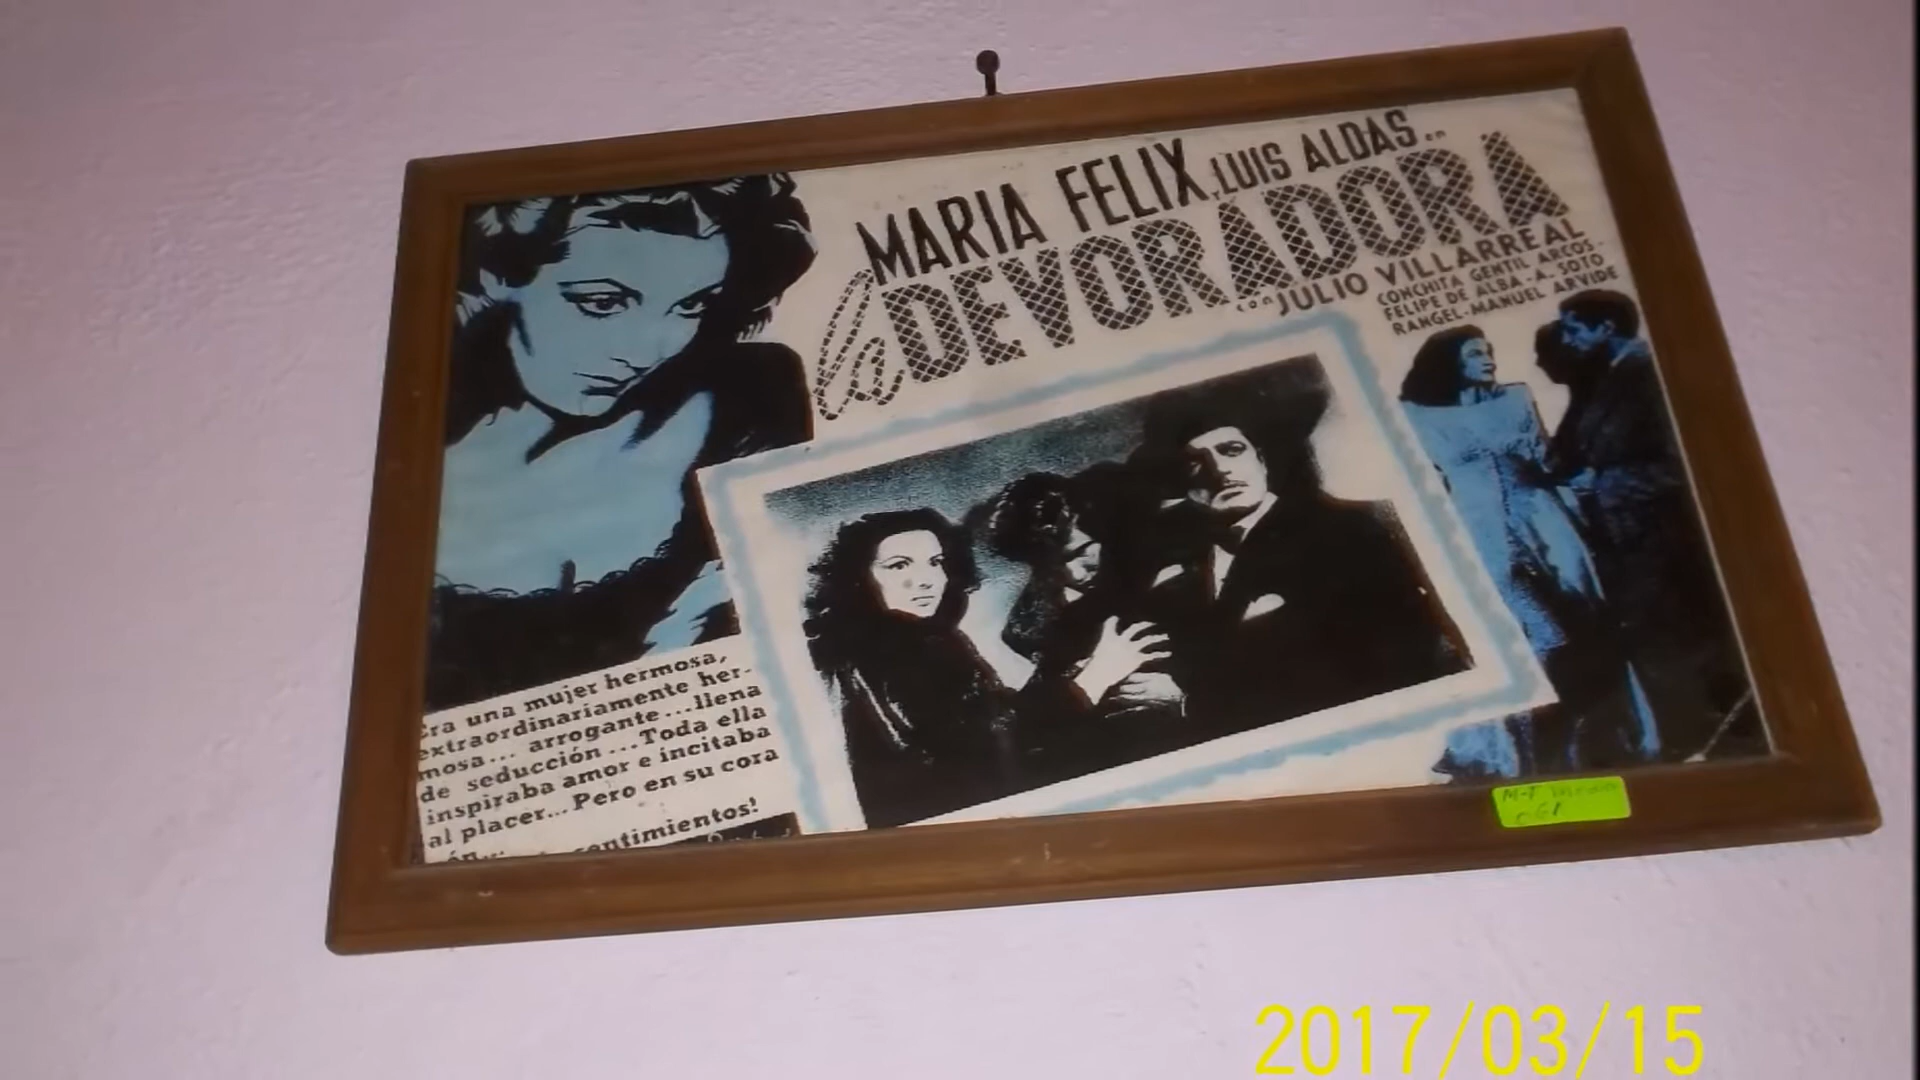 MARIA FELIX, LUIS ALDAS.. en
la DEVORADORA
con JULIO VILLARREAL
CONCHITA GENTIL ARCOS-
FELIPE DE ALBA-A. SOTO
RANGEL-MANUEL ARVIDE
Era una mujer hermosa,
extraordinariamente her-
mosa... arrogante...llena
de seducción...Toda ella
inspiraba amor e incitaba
al placer... Pero en su cora
sentimientos!
2017/03/15